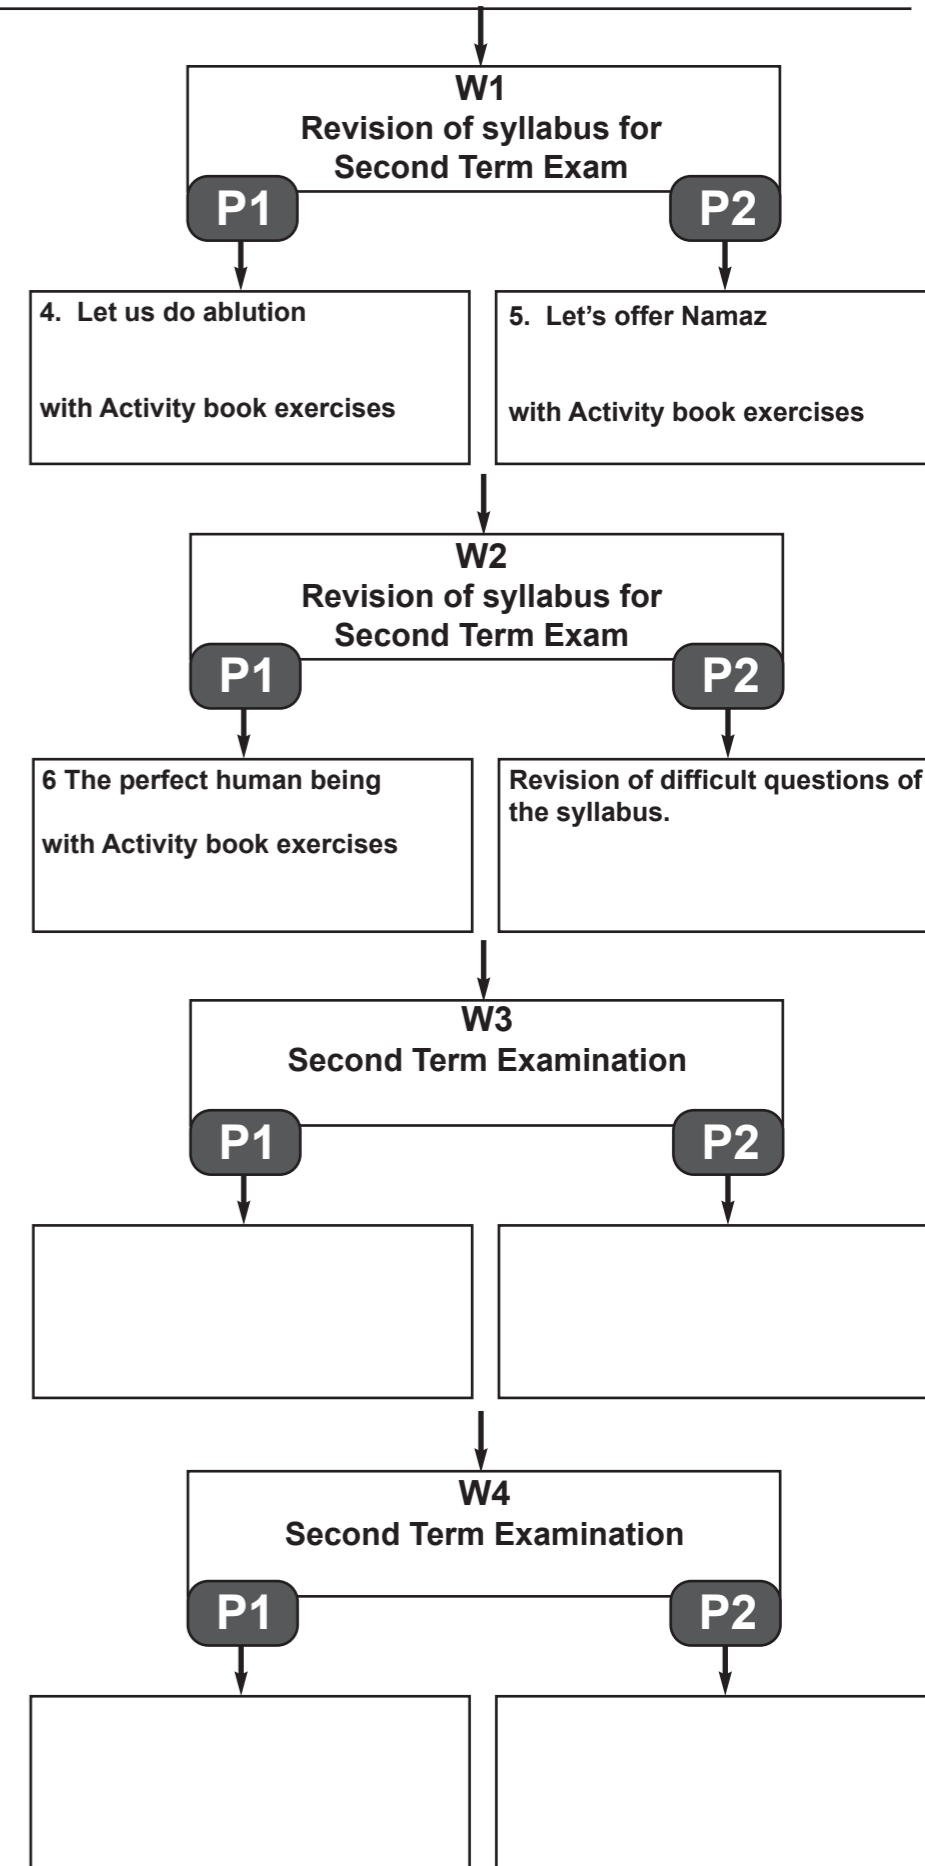 W1
Revision of syllabus for
Second Term Exam
P1
P2
4. Let us do ablution
with Activity book exercises
5. Let's offer Namaz
with Activity book exercises
W2
Revision of syllabus for
Second Term Exam
P1
P2
6 The perfect human being
with Activity book exercises
Revision of difficult questions of
the syllabus.
W3
Second Term Examination
P1
P2
W4
Second Term Examination
P1
P2